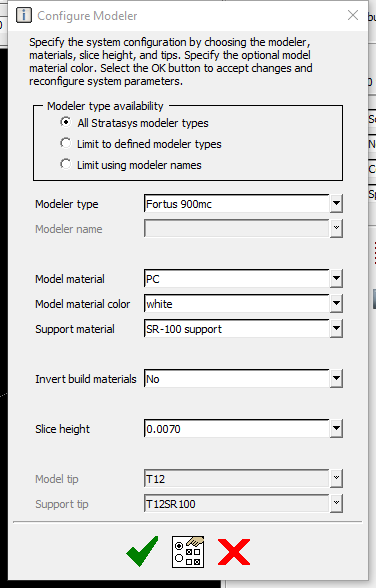 Configure Modeler
Specify the system configuration by choosing the modeler,
materials, slice height, and tips. Specify the optional model
material color. Select the OK button to accept changes and
reconfigure system parameters.
Modeler type availability
All Stratasys modeler types
Limit to defined modeler types
Limit using modeler names
Modeler type Fortus 900mc
Modeler name
Model material PC
Model material color white
Support material SR-100 support
Invert build materials No
Slice height 0.0070
Model tip T12
Support tip T12SR100